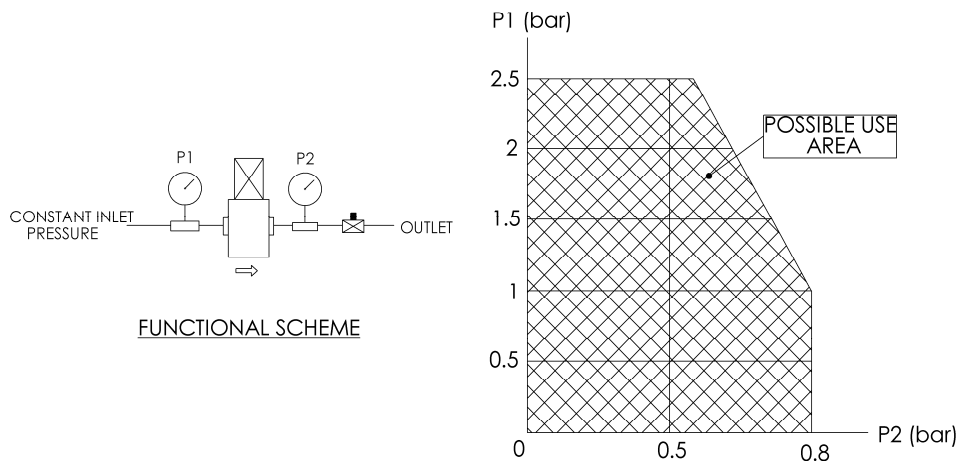 P1
P2
CONSTANT INLET
PRESSURE
OUTLET
FUNCTIONAL SCHEME
P1 (bar)
2.5
2
1.5
1
0.5
0
0.5
0.8
P2 (bar)
POSSIBLE USE
AREA